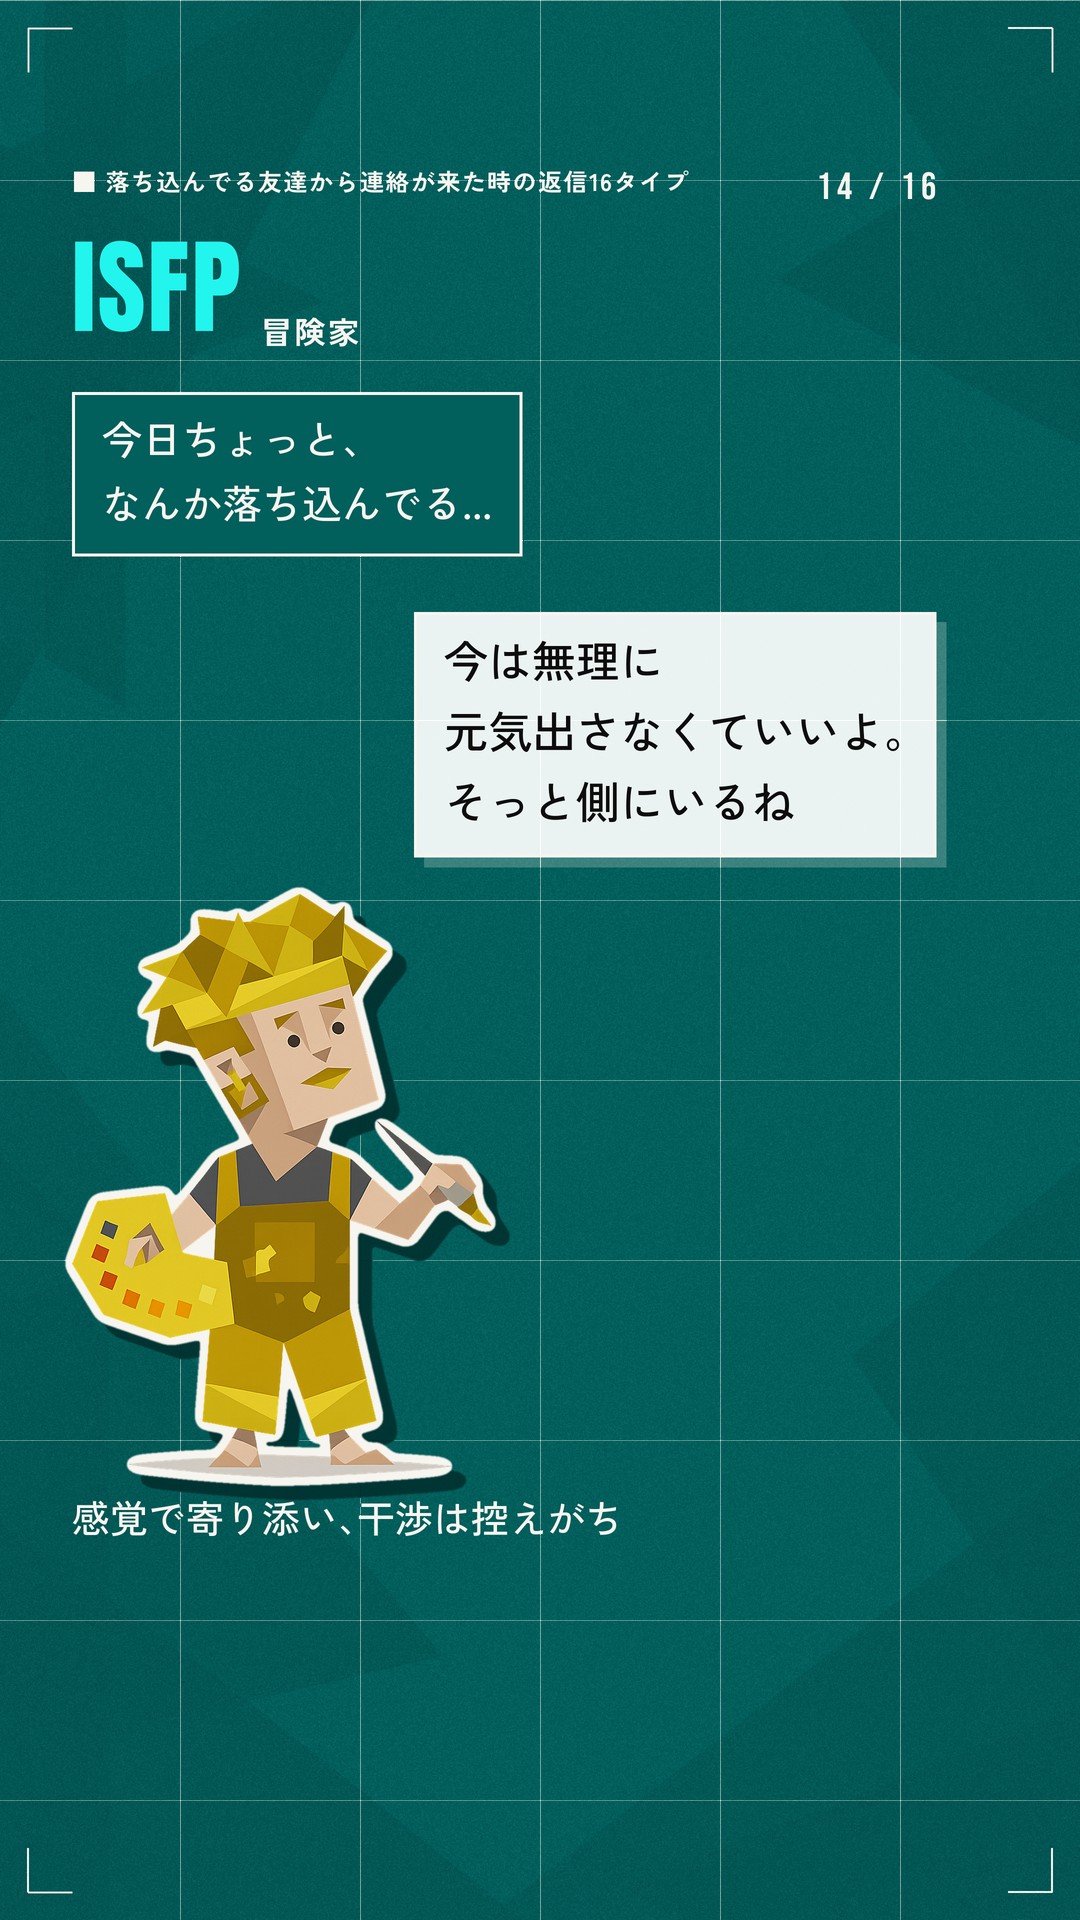 ■ 落ち込んでる友達から連絡が来た時の返信16タイプ
14 / 16
ISFP
冒険家
今日ちょっと、
なんか落ち込んでる...
今は無理に
元気出さなくていいよ。
そっと側にいるね
感覚で寄り添い、干渉は控えがち